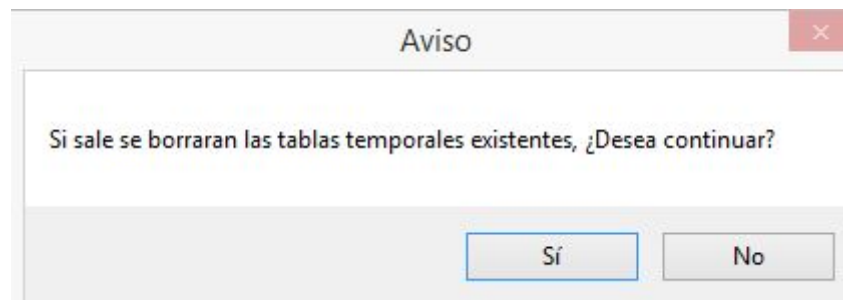 Aviso
Si sale se borraran las tablas temporales existentes, ¿Desea continuar?
Sí
No